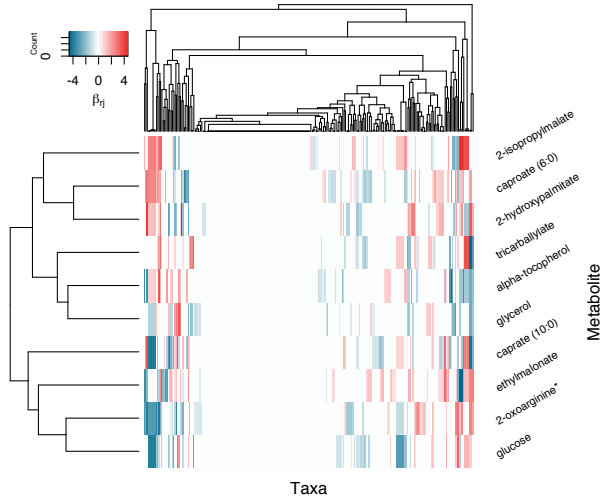 Count
0
-4
0
4
βrj
2-isopropylmalate
caproate (6:0)
2-hydroxypalmitate
tricarballylate
alpha-tocopherol
glycerol
caprate (10:0)
ethylmalonate
2-oxoarginine*
glucose
Metabolite
Taxa